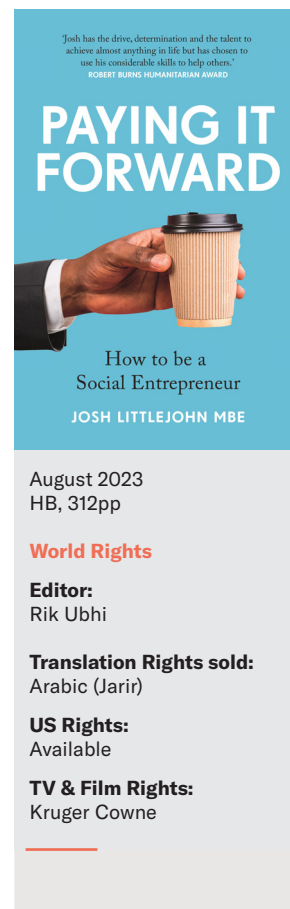 'Josh has the drive, determination and the talent to
achieve almost anything in life but has chosen to
use his considerable skills to help others.'
ROBERT BURNS HUMANITARIAN AWARD
PAYING IT
FORWARD
How to be a
Social Entrepreneur
JOSH LITTLEJOHN MBE
August 2023
HB, 312pp
World Rights
Editor:
Rik Ubhi
Translation Rights sold:
Arabic (Jarir)
US Rights:
Available
TV & Film Rights:
Kruger Cowne